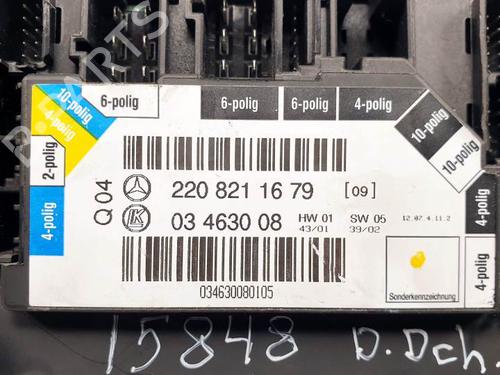 6-polig
6-polig
6-polig
4-polig
10-polig
4-polig
10-polig
10-polig
2-polig
4-polig
4-polig
Q 04
220 821 16 79 [09]
03 4630 08 HW 01 SW 05 12.07.4.11.2
43/01 39/02
034630080105
Sonderkennzeichnung
15848 D.Dch.